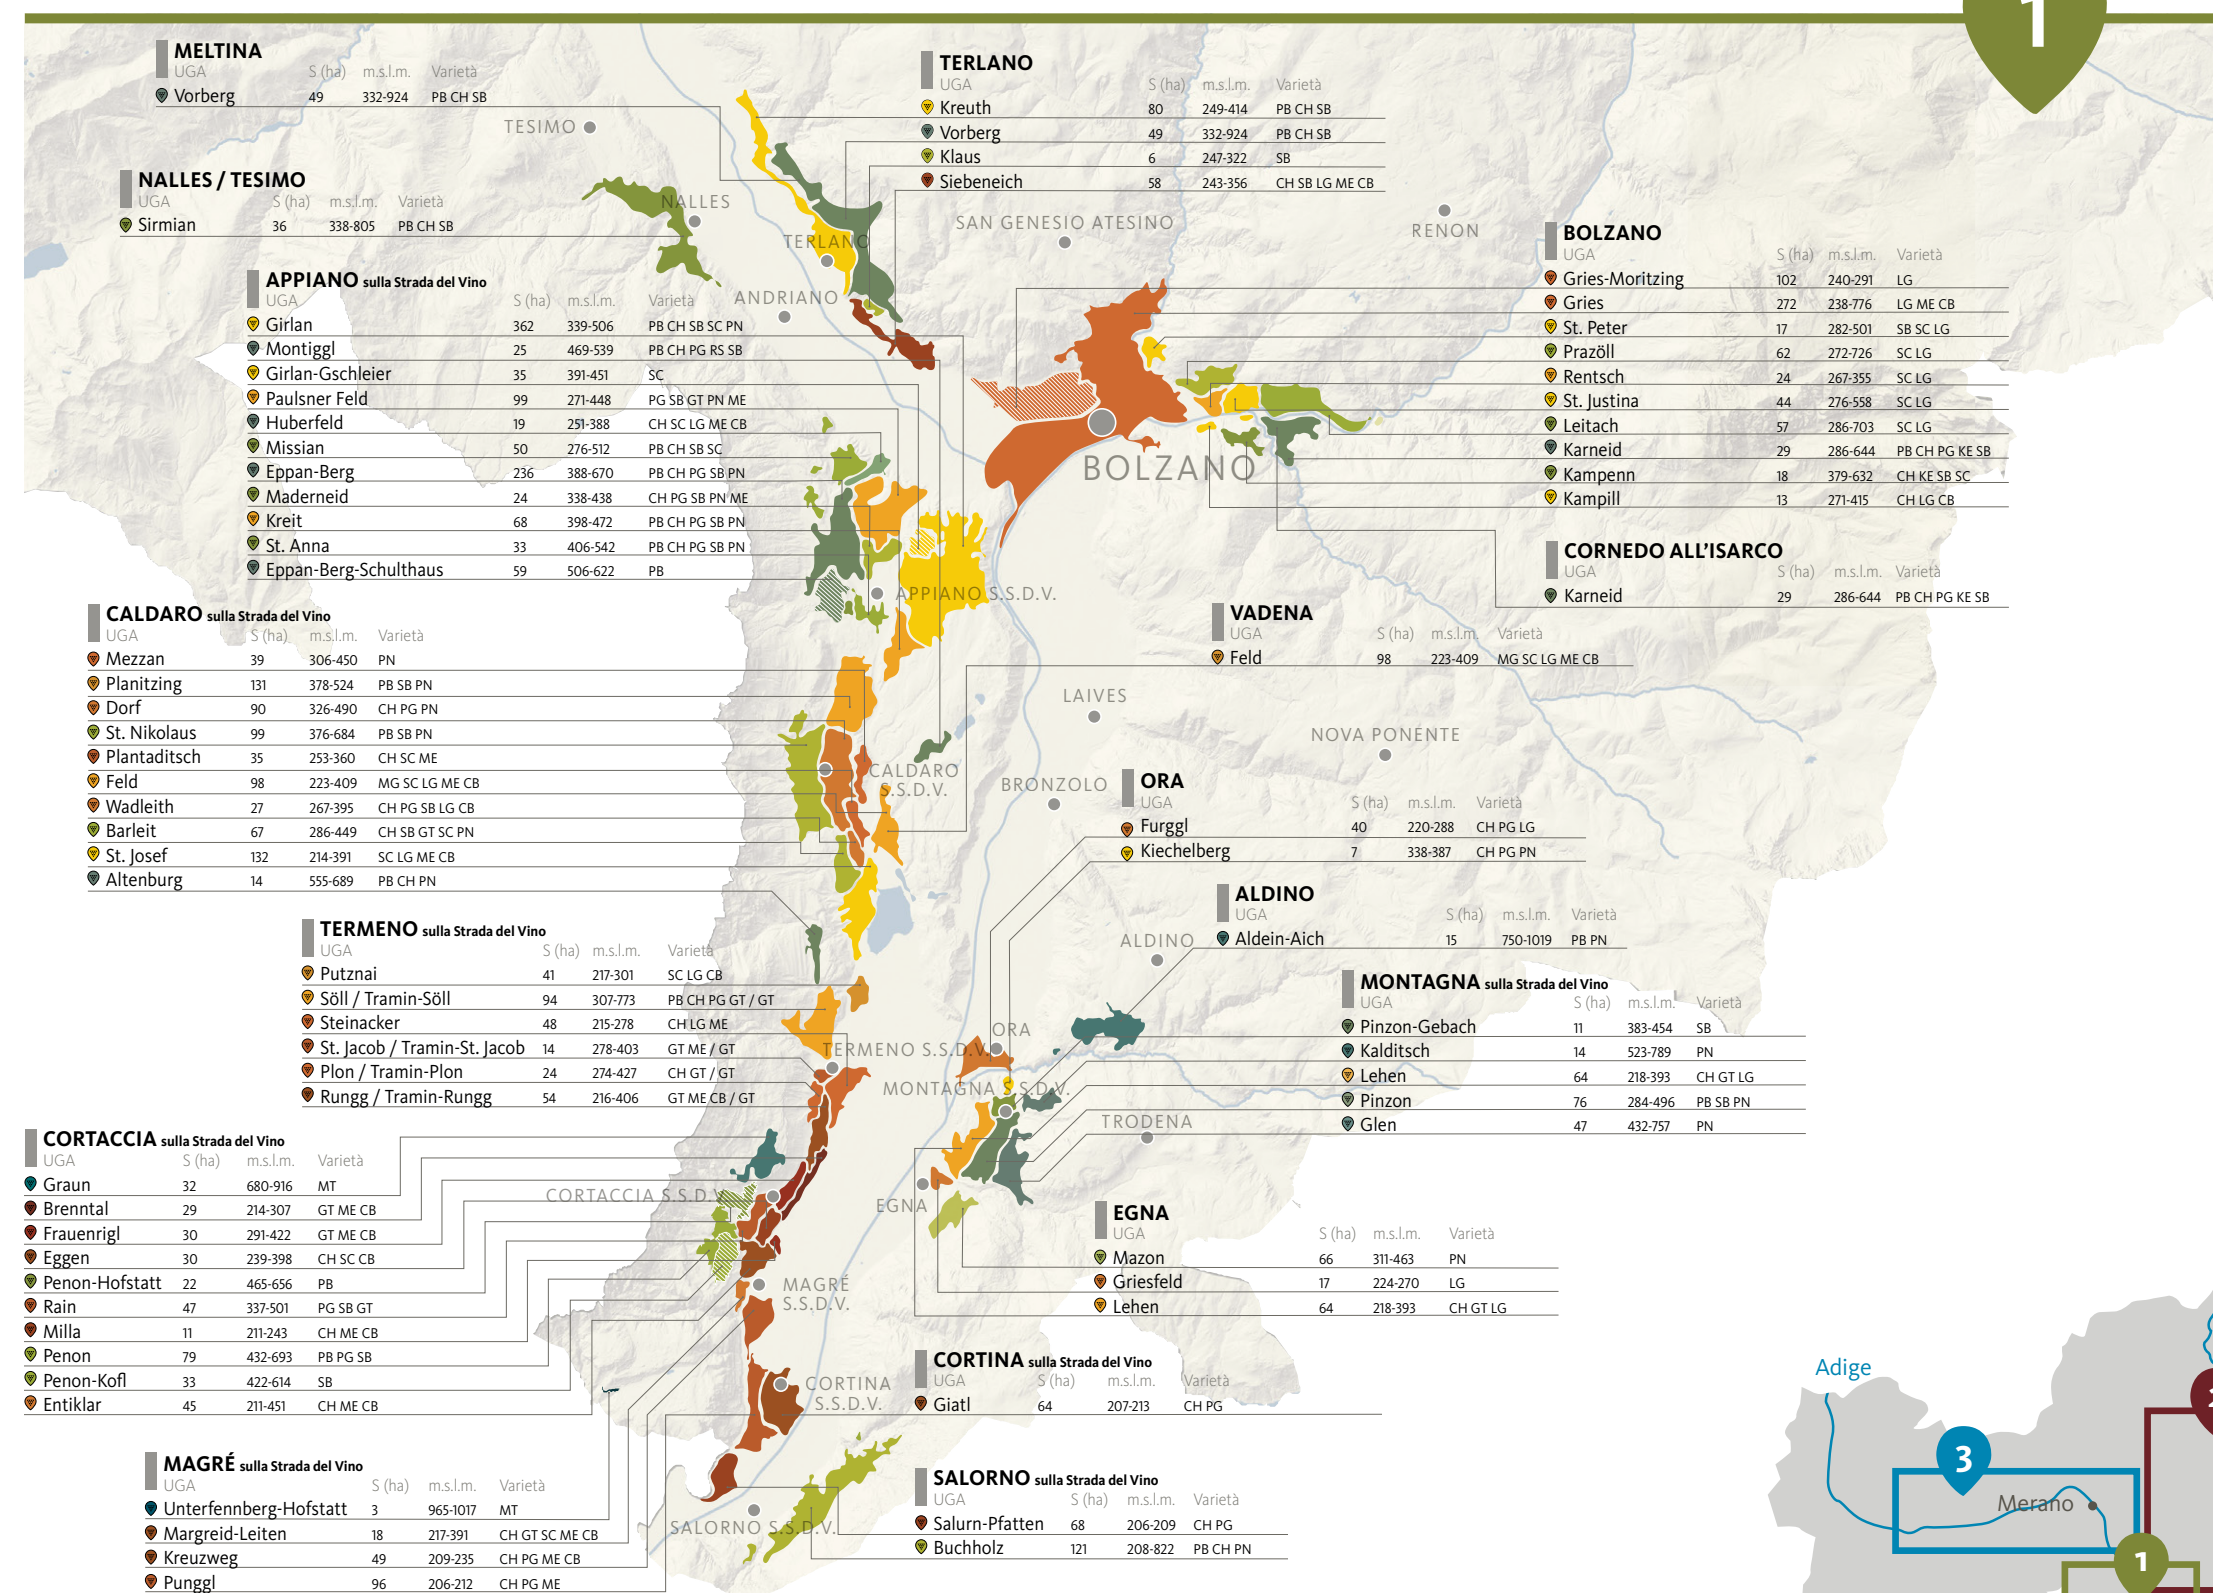 1
MELTINA
UGA S (ha) m.s.l.m. Varietà
Vorberg 49 332-924 PB CH SB
TESIMO
NALLES / TESIMO
UGA S (ha) m.s.l.m. Varietà
Sirmian 36 338-805 PB CH SB
NALLES
TERLANO
ANDRIANO
TERLANO
UGA S (ha) m.s.l.m. Varietà
Kreuth 80 249-414 PB CH SB
Vorberg 49 332-924 PB CH SB
Klaus 6 247-322 SB
Siebeneich 58 243-356 CH SB LG ME CB
SAN GENESIO ATESINO
RENON
APPIANO sulla Strada del Vino
UGA S (ha) m.s.l.m. Varietà
Girlan 362 339-506 PB CH SB SC PN
Montiggl 25 469-539 PB CH PG RS SB
Girlan-Gschleier 35 391-451 SC
Paulsner Feld 99 271-448 PG SB GT PN ME
Huberfeld 19 251-388 CH SC LG ME CB
Missian 50 276-512 PB CH SB SC
Eppan-Berg 236 388-670 PB CH PG SB PN
Maderneid 24 338-438 CH PG SB PN ME
Kreit 68 398-472 PB CH PG SB PN
St. Anna 33 406-542 PB CH PG SB PN
Eppan-Berg-Schulthaus 59 506-622 PB
BOLZANO
UGA S (ha) m.s.l.m. Varietà
Gries-Moritzing 102 240-291 LG
Gries 272 238-776 LG ME CB
St. Peter 17 282-501 SB SC LG
Prazöll 62 272-726 SC LG
Rentsch 24 267-355 SC LG
St. Justina 44 276-558 SC LG
Leitach 57 286-703 SC LG
Karneid 29 286-644 PB CH PG KE SB
Kampenn 18 379-632 CH KE SB SC
Kampill 13 271-415 CH LG CB
BOLZANO
CORNEDO ALL'ISARCO
UGA S (ha) m.s.l.m. Varietà
Karneid 29 286-644 PB CH PG KE SB
APPIANO S.S.D.V.
VADENA
UGA S (ha) m.s.l.m. Varietà
Feld 98 223-409 MG SC LG ME CB
CALDARO sulla Strada del Vino
UGA S (ha) m.s.l.m. Varietà
Mezzan 39 306-450 PN
Planitzing 131 378-524 PB SB PN
Dorf 90 326-490 CH PG PN
St. Nikolaus 99 376-684 PB SB PN
Plantaditsch 35 253-360 CH SC ME
Feld 98 223-409 MG SC LG ME CB
Wadleith 27 267-395 CH PG SB LG CB
Barleit 67 286-449 CH SB GT SC PN
St. Josef 132 214-391 SC LG ME CB
Altenburg 14 555-689 PB CH PN
LAIVES
NOVA PONENTE
CALDARO
S.S.D.V.
BRONZOLO
ORA
UGA S (ha) m.s.l.m. Varietà
Furggl 40 220-288 CH PG LG
Kiechelberg 7 338-387 CH PG PN
ALDINO
UGA S (ha) m.s.l.m. Varietà
Aldein-Aich 15 750-1019 PB PN
ALDINO
TERMENO sulla Strada del Vino
UGA S (ha) m.s.l.m. Varietà
Putznai 41 217-301 SC LG CB
Söll / Tramin-Söll 94 307-773 PB CH PG GT / GT
Steinacker 48 215-278 CH LG ME
St. Jacob / Tramin-St. Jacob 14 278-403 GT ME / GT
Plon / Tramin-Plon 24 274-427 CH GT / GT
Rungg / Tramin-Rungg 54 216-406 GT ME CB / GT
ORA
TERMENO S.S.D.V.
MONTAGNA S.S.D.V.
TRODENA
MONTAGNA sulla Strada del Vino
UGA S (ha) m.s.l.m. Varietà
Pinzon-Gebach 11 383-454 SB
Kalditsch 14 523-789 PN
Lehen 64 218-393 CH GT LG
Pinzon 76 284-496 PB SB PN
Glen 47 432-757 PN
CORTACCIA sulla Strada del Vino
UGA S (ha) m.s.l.m. Varietà
Graun 32 680-916 MT
Brenntal 29 214-307 GT ME CB
Frauenrigl 30 291-422 GT ME CB
Eggen 30 239-398 CH SC CB
Penon-Hofstatt 22 465-656 PB
Rain 47 337-501 PG SB GT
Milla 11 211-243 CH ME CB
Penon 79 432-693 PB PG SB
Penon-Kofl 33 422-614 SB
Entiklar 45 211-451 CH ME CB
CORTACCIA S.S.D.V.
EGNA
EGNA
UGA S (ha) m.s.l.m. Varietà
Mazon 66 311-463 PN
Griesfeld 17 224-270 LG
Lehen 64 218-393 CH GT LG
MAGRÉ
S.S.D.V.
CORTINA
S.S.D.V.
CORTINA sulla Strada del Vino
UGA S (ha) m.s.l.m. Varietà
Giatl 64 207-213 CH PG
MAGRÉ sulla Strada del Vino
UGA S (ha) m.s.l.m. Varietà
Unterfennberg-Hofstatt 3 965-1017 MT
Margreid-Leiten 18 217-391 CH GT SC ME CB
Kreuzweg 49 209-235 CH PG ME CB
Punggl 96 206-212 CH PG ME
SALORNO S.S.D.V.
SALORNO sulla Strada del Vino
UGA S (ha) m.s.l.m. Varietà
Salurn-Pfatten 68 206-209 CH PG
Buchholz 121 208-822 PB CH PN
Adige
3
Merano
1